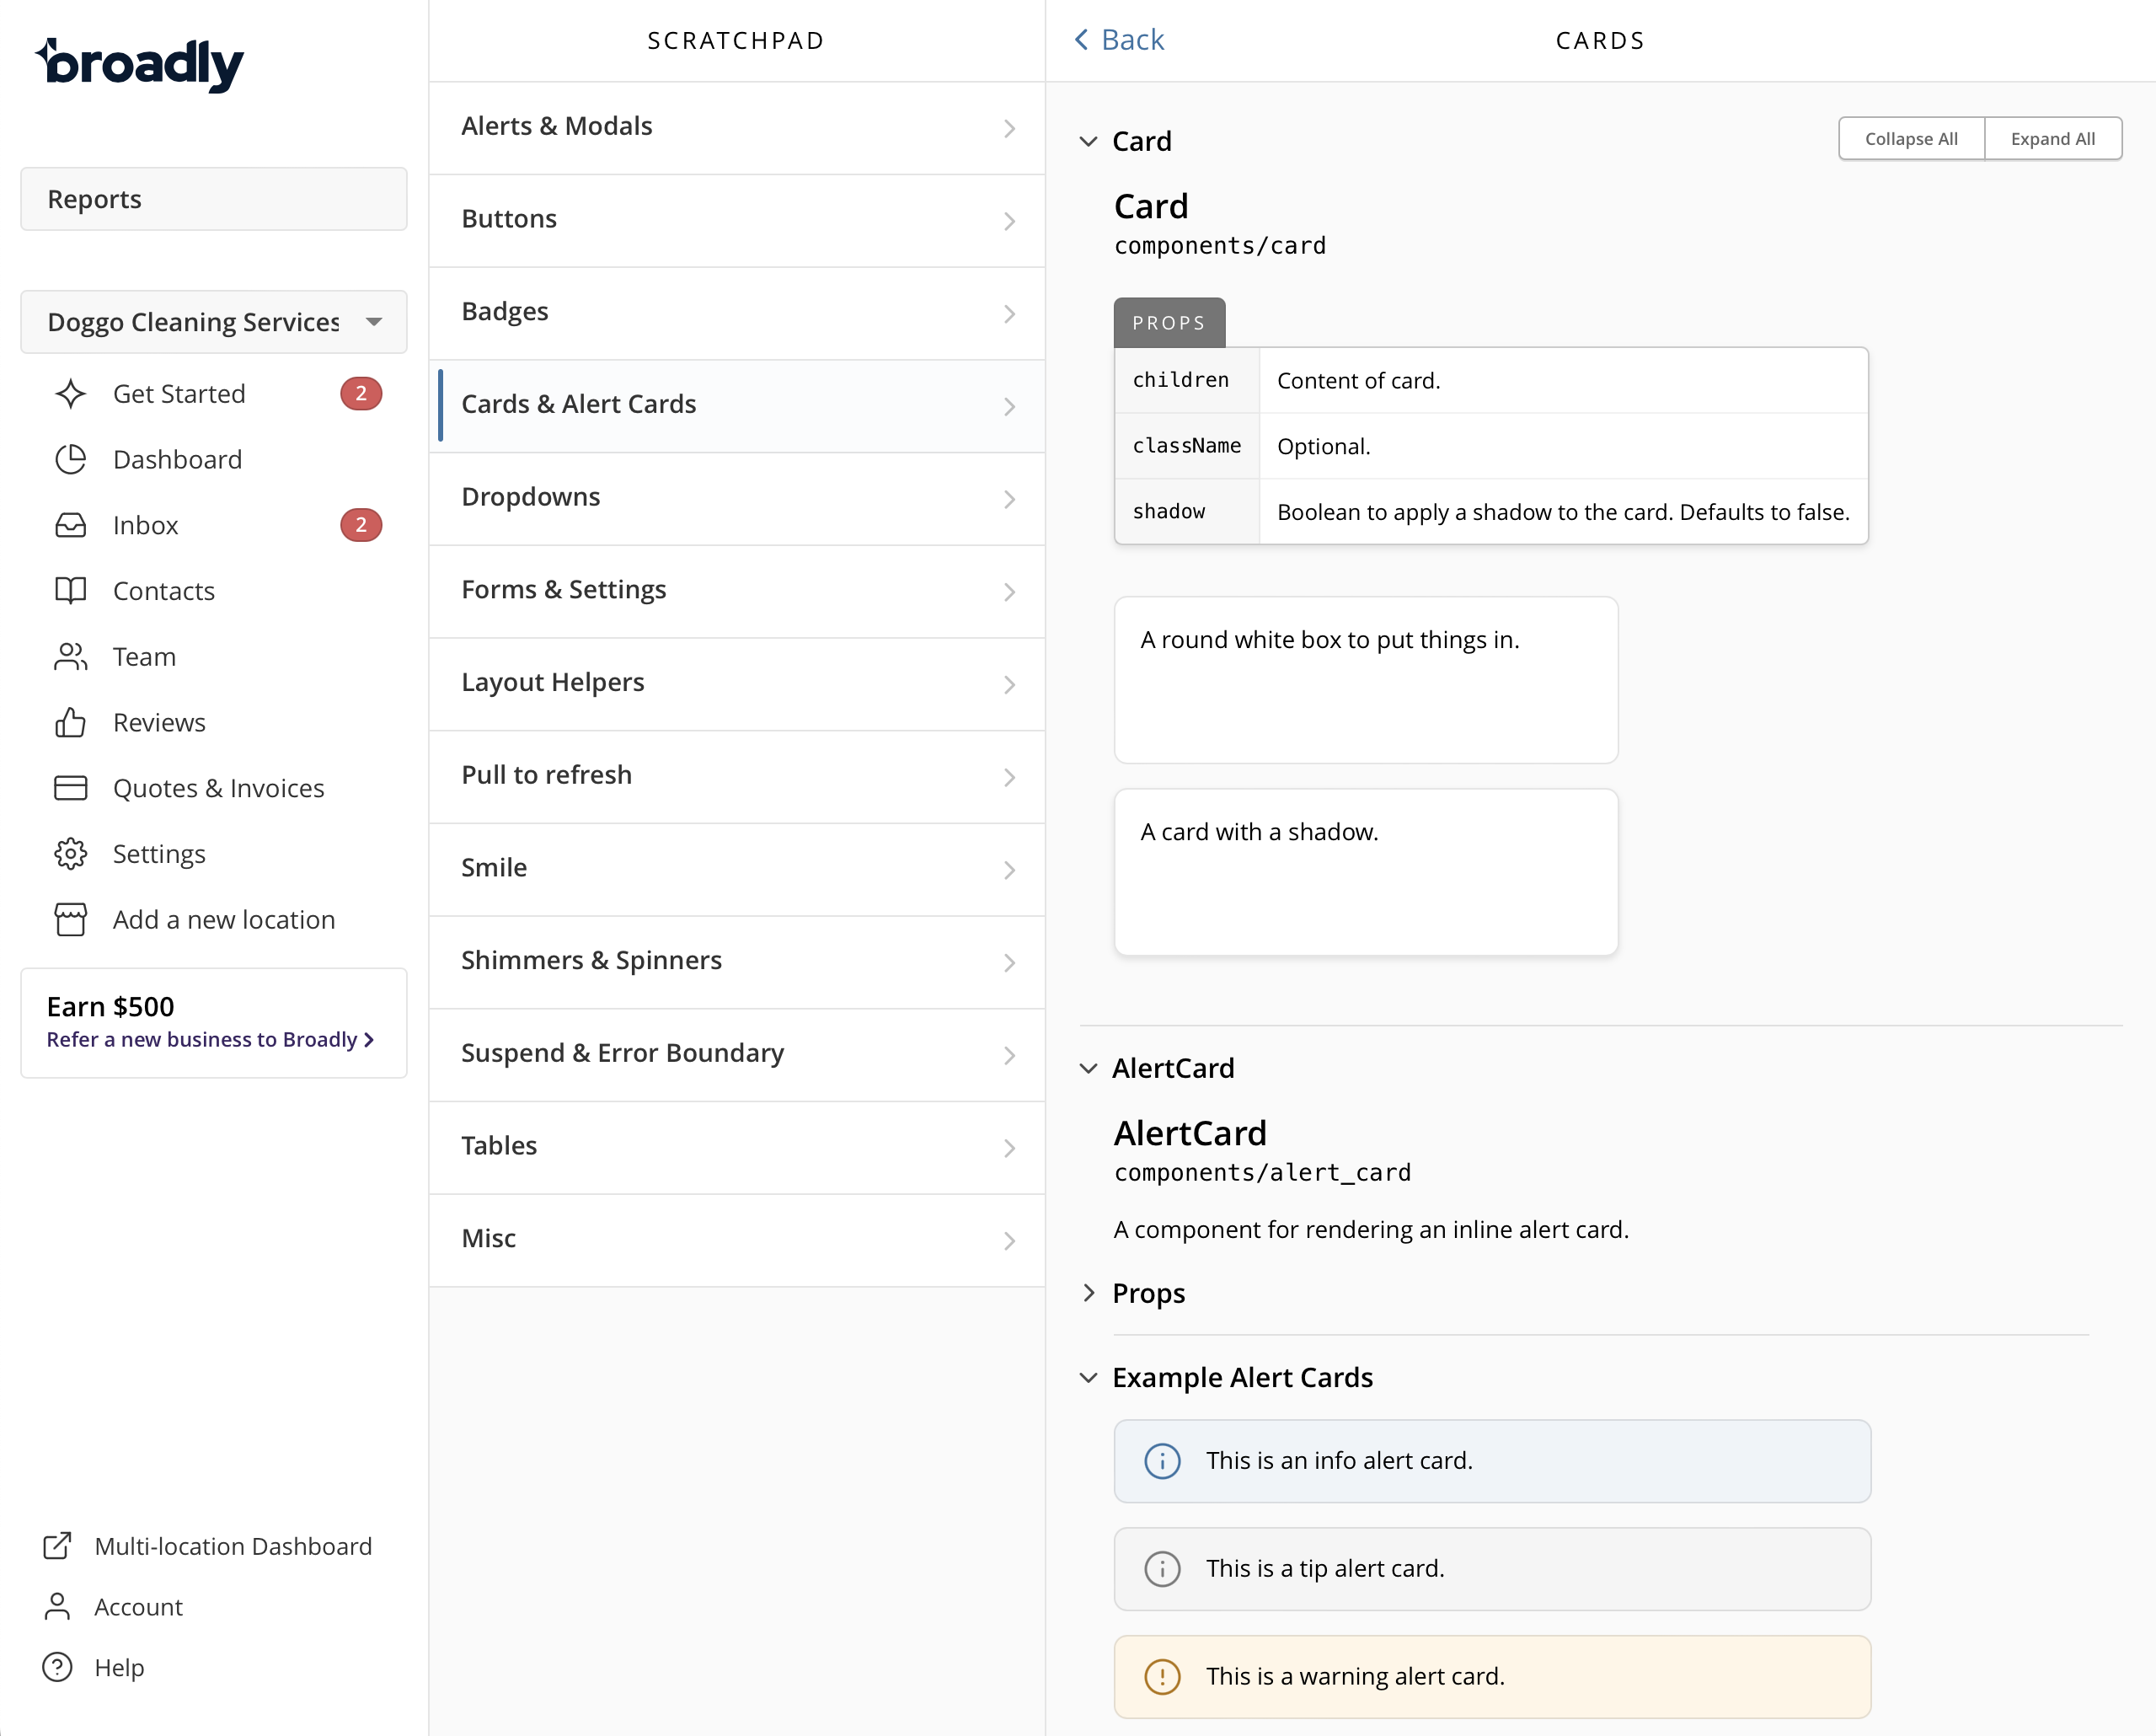 broadly
Reports
Doggo Cleaning Services
Get Started
2
Dashboard
Inbox
2
Contacts
Team
Reviews
Quotes & Invoices
Settings
Add a new location
Earn $500
Refer a new business to Broadly
Multi-location Dashboard
Account
Help
SCRATCHPAD
Alerts & Modals
Buttons
Badges
Cards & Alert Cards
Dropdowns
Forms & Settings
Layout Helpers
Pull to refresh
Smile
Shimmers & Spinners
Suspend & Error Boundary
Tables
Misc
Back
CARDS
Card
Collapse All
Expand All
Card
components/card
PROPS
children
Content of card.
className
Optional.
shadow
Boolean to apply a shadow to the card. Defaults to false.
A round white box to put things in.
A card with a shadow.
AlertCard
AlertCard
components/alert_card
A component for rendering an inline alert card.
Props
Example Alert Cards
This is an info alert card.
This is a tip alert card.
This is a warning alert card.